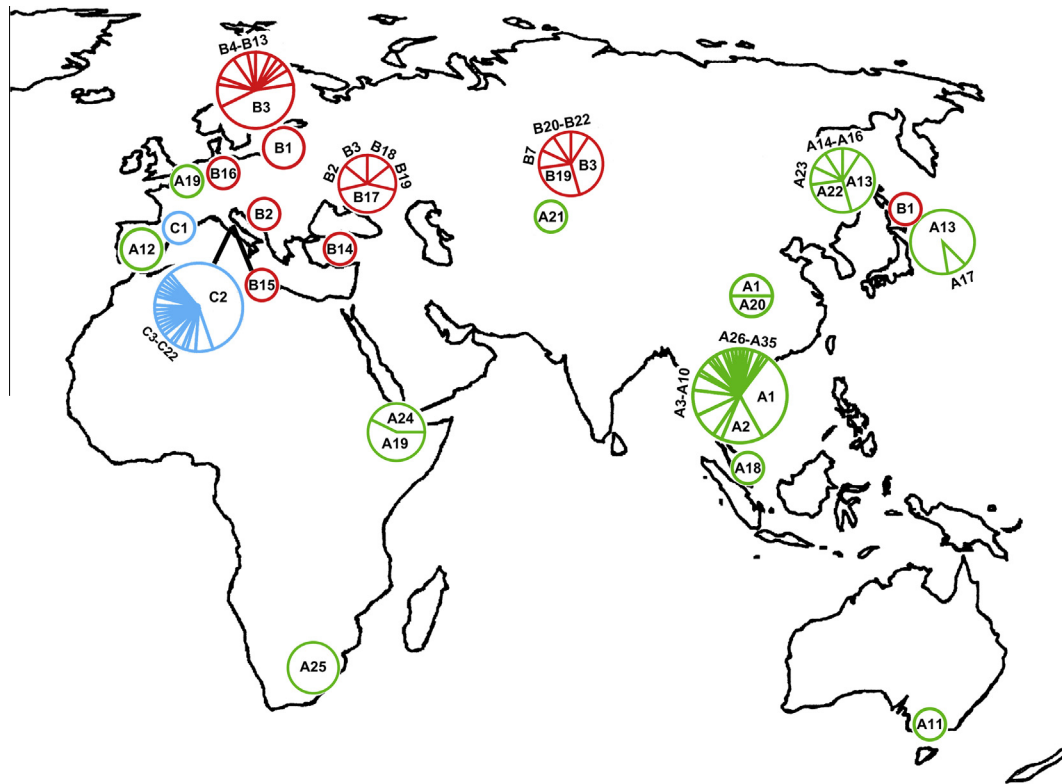 B4-B13
B3
B1
B16
A19
B2
B3
B18
B19
B17
B7
B20-B22
B3
B19
A21
A14-A16
A23
A22
A13
B1
A13
A17
C1
A12
B2
B14
B15
C2
C3-C22
A1
A20
A26-A35
A3-A10
A1
A2
A18
A24
A19
A25
A11